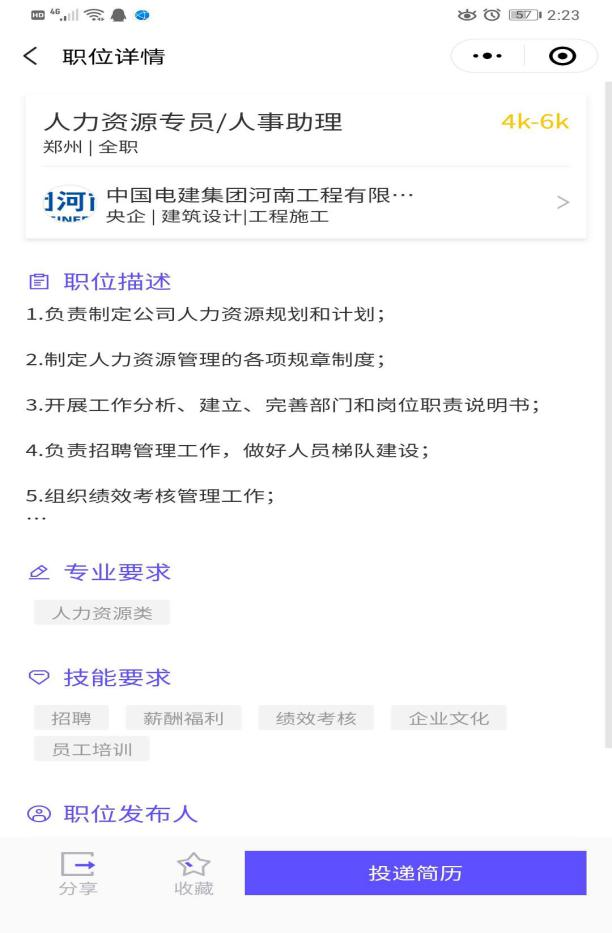 HD 4G 57 2:23
职位详情
人力资源专员/人事助理 4k-6k
郑州 | 全职
中国电建集团河南工程有限…
央企 | 建筑设计|工程施工
职位描述
1.负责制定公司人力资源规划和计划；
2.制定人力资源管理的各项规章制度；
3.开展工作分析、建立、完善部门和岗位职责说明书；
4.负责招聘管理工作，做好人员梯队建设；
5.组织绩效考核管理工作；
…
专业要求
人力资源类
技能要求
招聘 薪酬福利 绩效考核 企业文化
员工培训
职位发布人
分享 收藏 投递简历